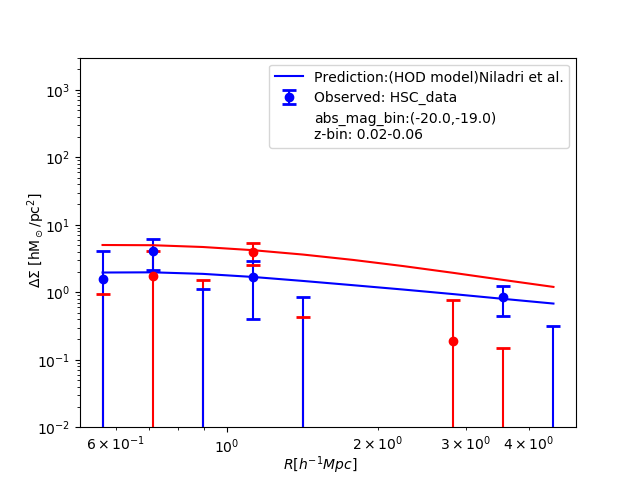 Prediction:(HOD model)Niladri et al.
Observed: HSC_data
abs_mag_bin:(-20.0,-19.0)
z-bin: 0.02-0.06
ΔΣ [hM⊙/pc²]
10³
10²
10¹
10⁰
10⁻¹
10⁻²
6 × 10⁻¹ 10⁰ 2 × 10⁰ 3 × 10⁰ 4 × 10⁰
R[h⁻¹Mpc]